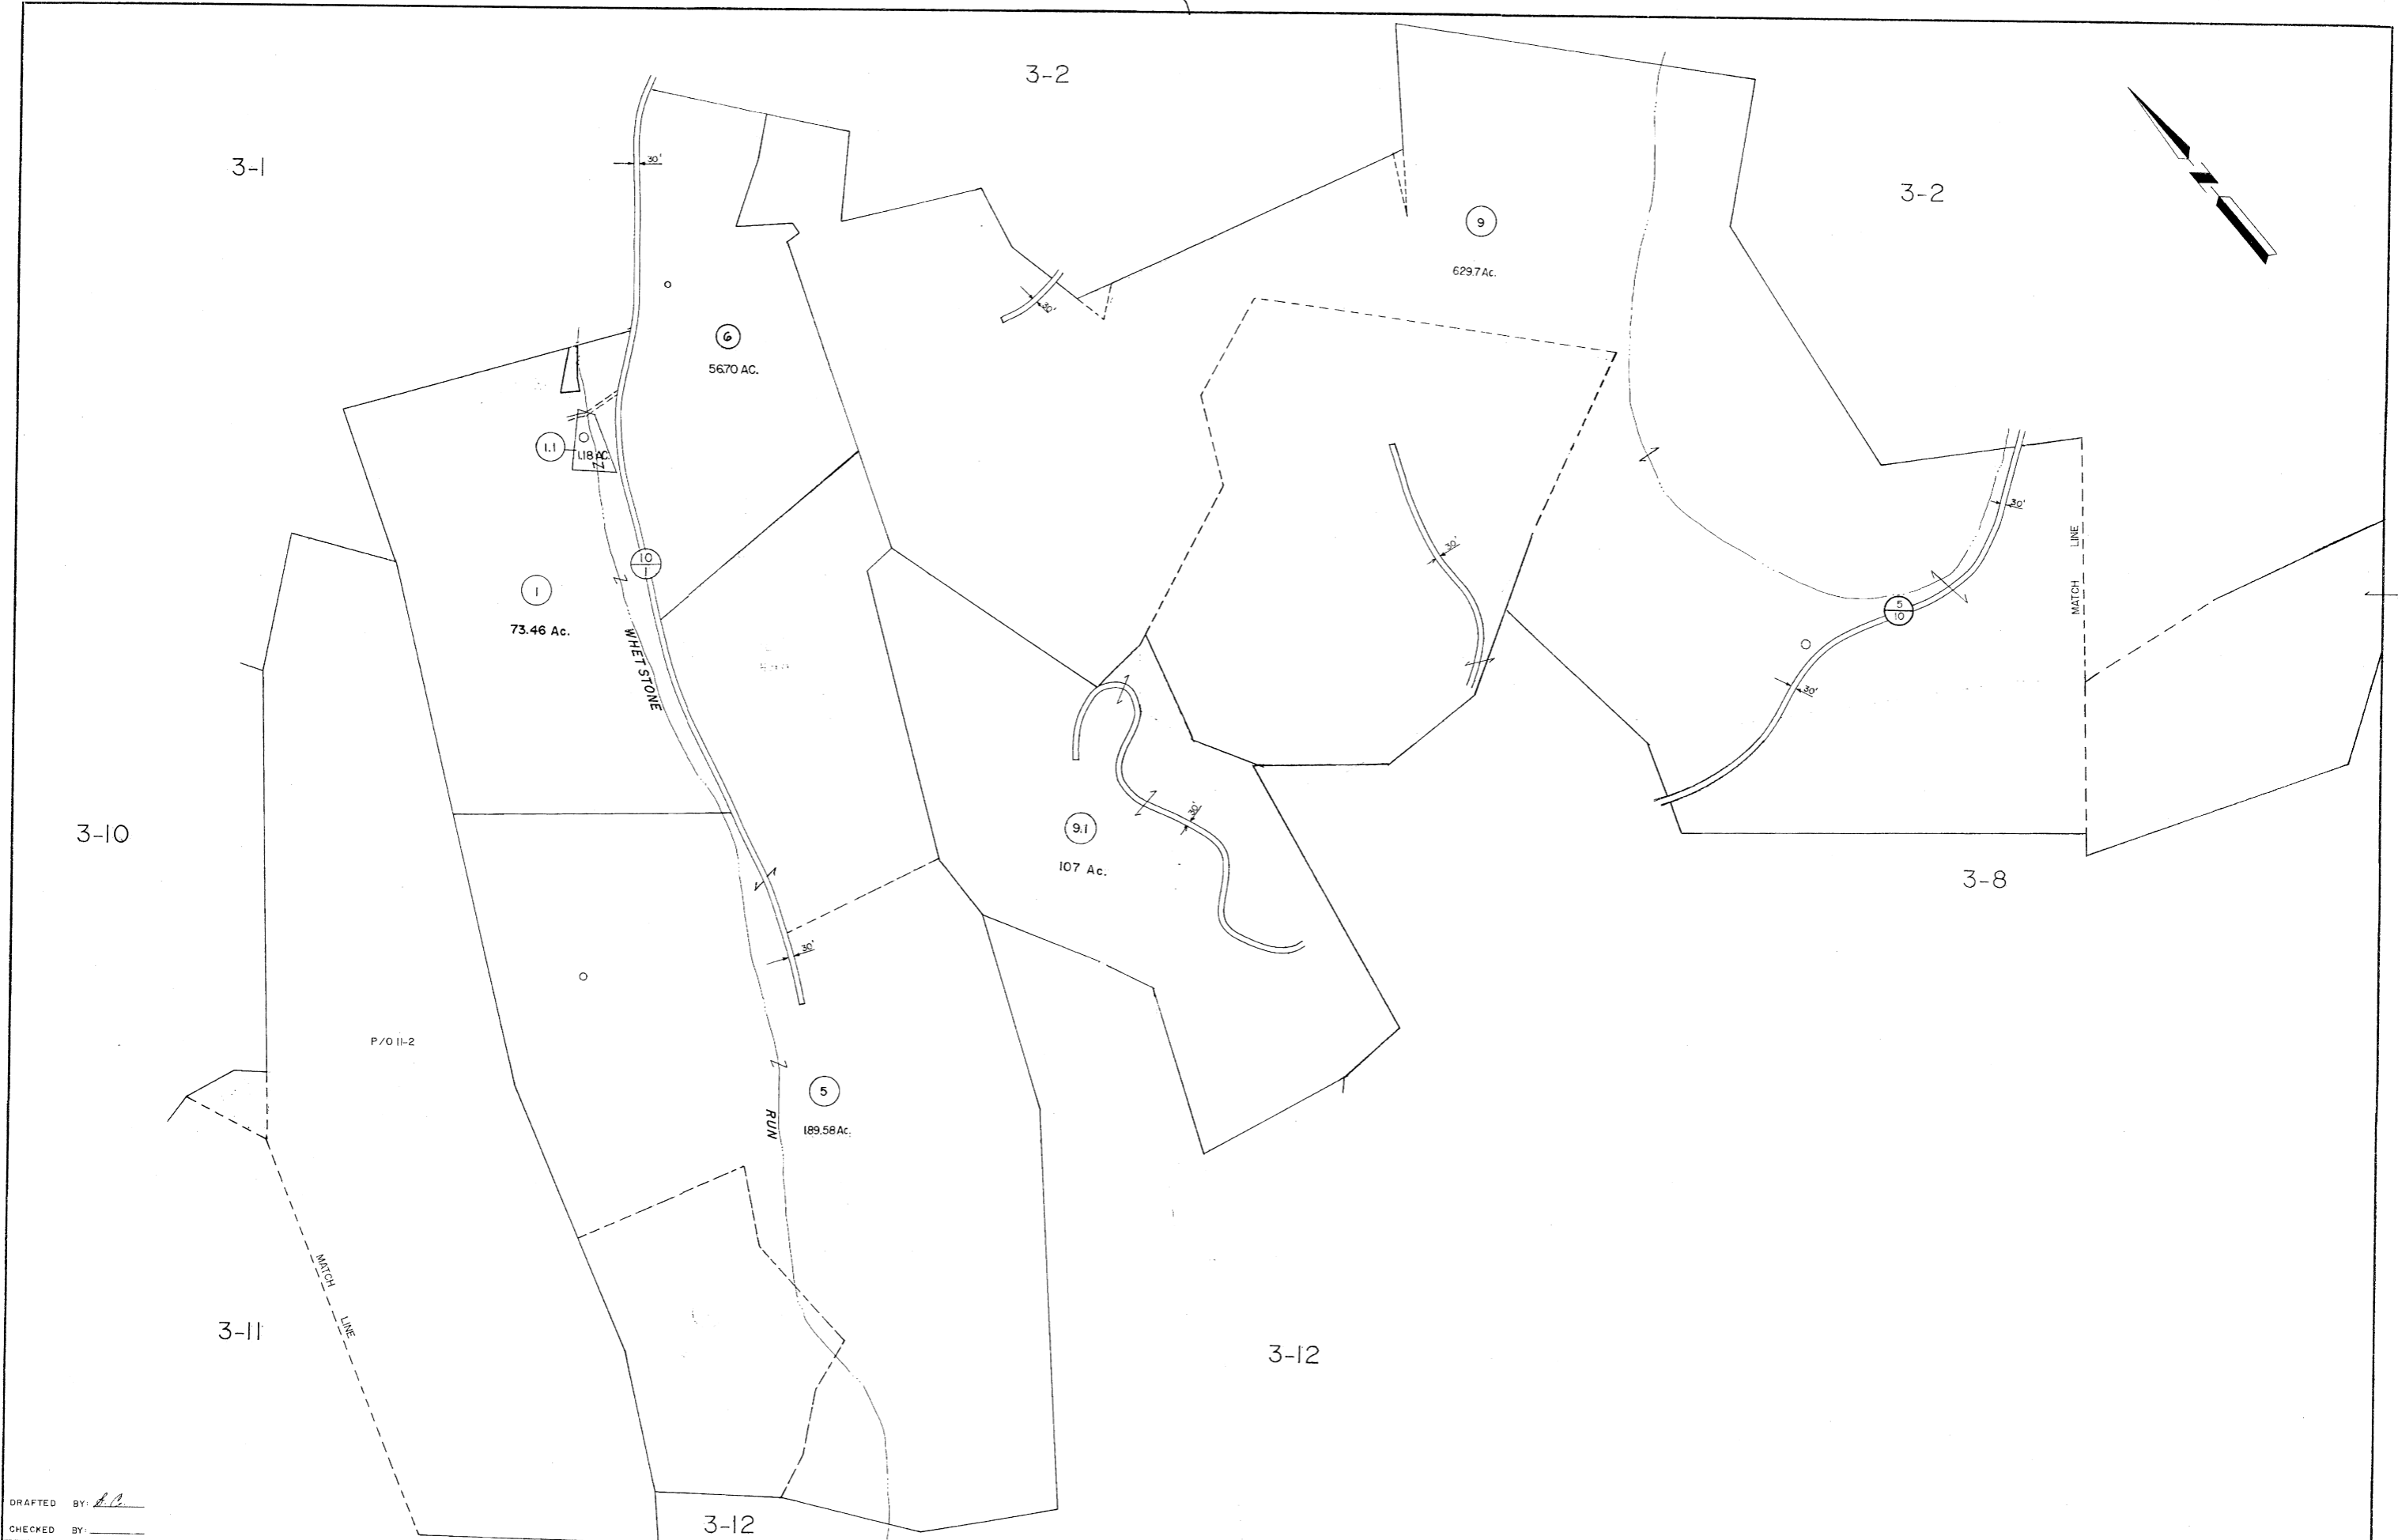 3-2
3-1
30'
3-2
9
629.7 Ac.
30'
6
56.70 AC.
1.1
1.18 AC.
30'
LINE
MATCH
30'
10
1
1
73.46 Ac.
5
10
WHETSTONE
30'
30'
9.1
107 Ac.
3-10
3-8
30'
P/O 11-2
5
189.58 Ac.
RUN
MATCH
LINE
3-11
3-12
DRAFTED BY:
CHECKED BY:
3-12